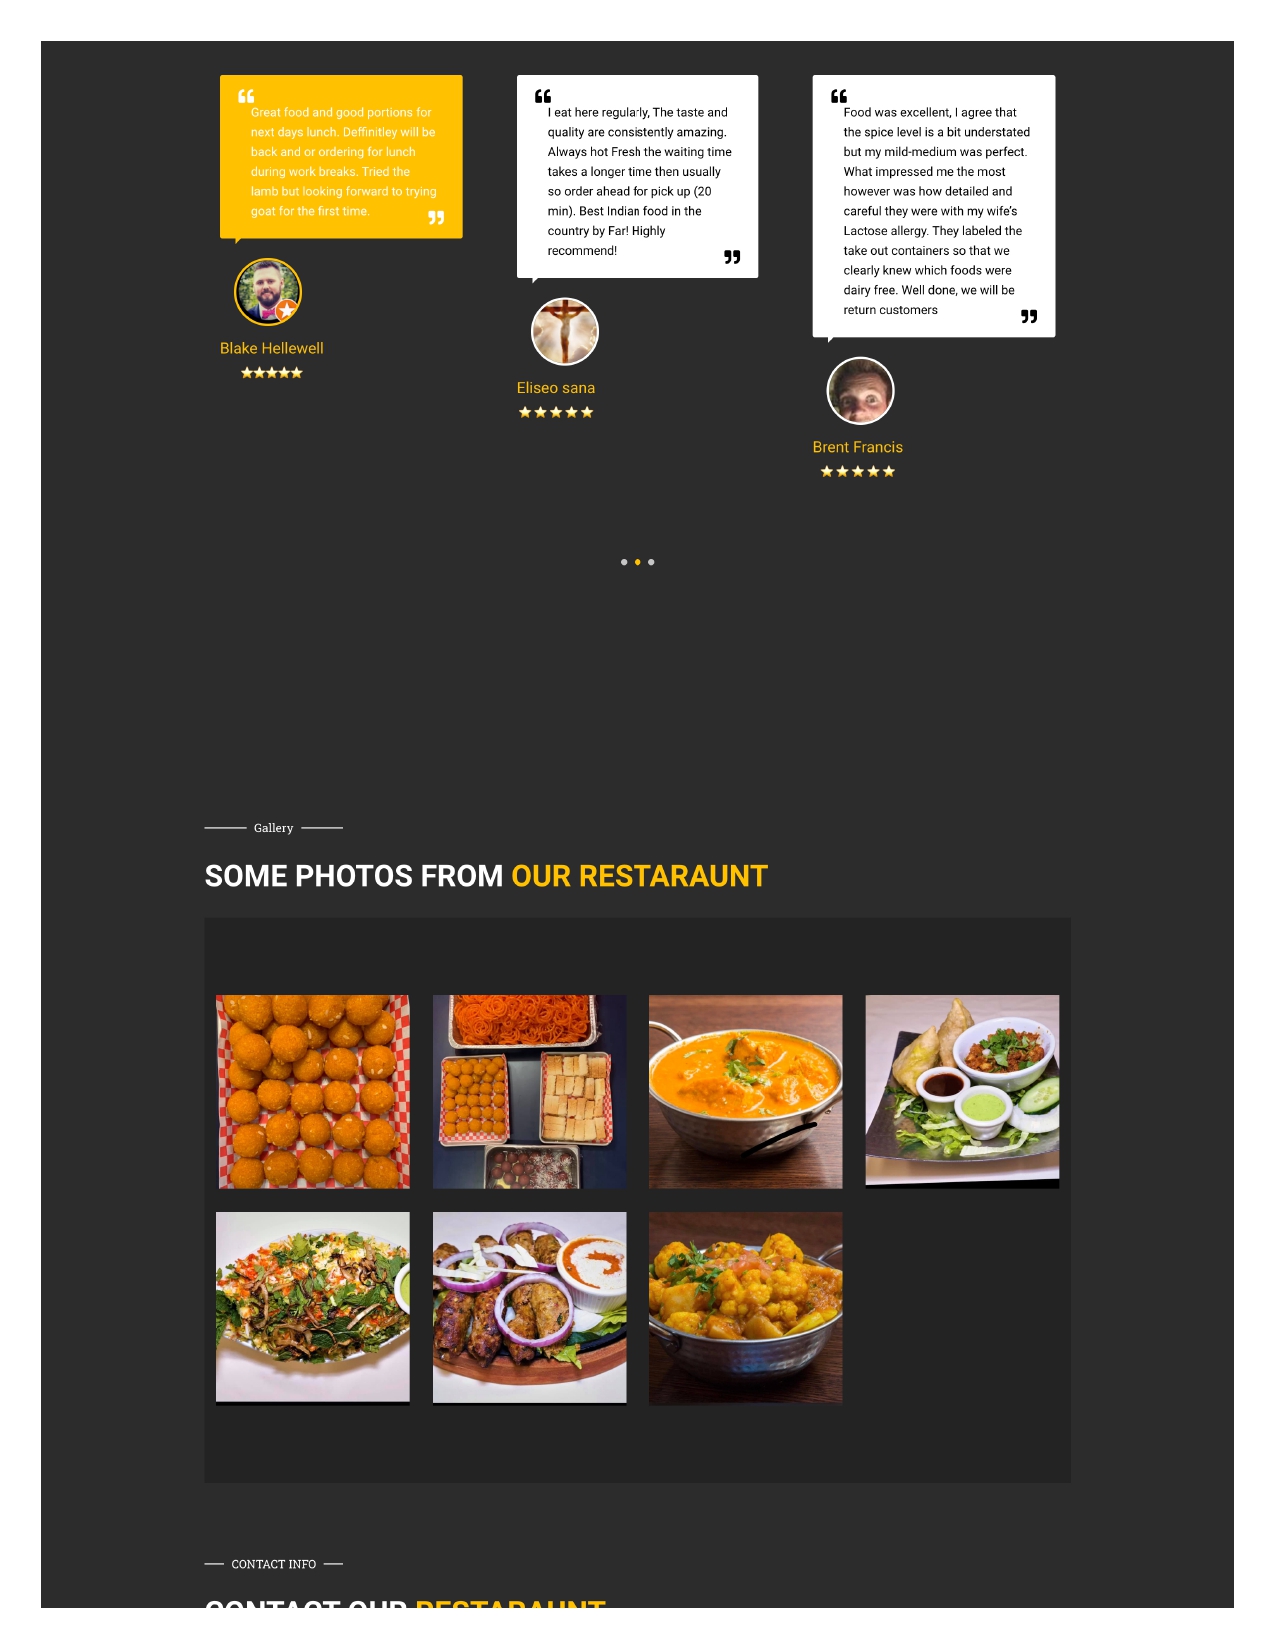 Great food and good portions for
next days lunch. Deffinitley will be
back and or ordering for lunch
during work breaks. Tried the
lamb but looking forward to trying
goat for the first time.
Blake Hellewell
I eat here regularly, The taste and
quality are consistently amazing.
Always hot Fresh the waiting time
takes a longer time then usually
so order ahead for pick up (20
min). Best Indian food in the
country by Far! Highly
recommend!
Eliseo sana
Food was excellent, I agree that
the spice level is a bit understated
but my mild-medium was perfect.
What impressed me the most
however was how detailed and
careful they were with my wife’s
Lactose allergy. They labeled the
take out containers so that we
clearly knew which foods were
dairy free. Well done, we will be
return customers
Brent Francis
Gallery
SOME PHOTOS FROM OUR RESTARAUNT
CONTACT INFO
CONTACT OUR RESTARAUNT